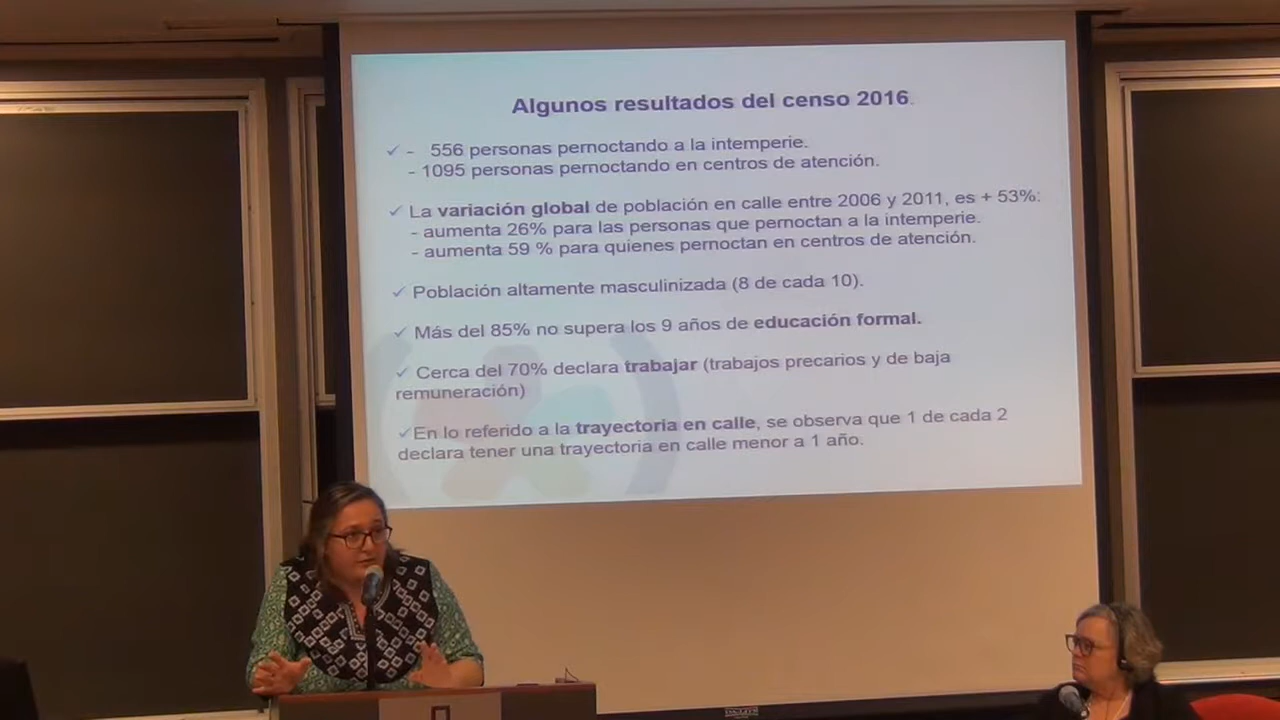 Algunos resultados del censo 2016.
✓ - 556 personas pernoctando a la intemperie.
- 1095 personas pernoctando en centros de atención.
✓ La variación global de población en calle entre 2006 y 2011, es + 53%:
- aumenta 26% para las personas que pernoctan a la intemperie.
- aumenta 59 % para quienes pernoctan en centros de atención.
✓ Población altamente masculinizada (8 de cada 10).
✓ Más del 85% no supera los 9 años de educación formal.
✓ Cerca del 70% declara trabajar (trabajos precarios y de baja
remuneración)
✓En lo referido a la trayectoria en calle, se observa que 1 de cada 2
declara tener una trayectoria en calle menor a 1 año.